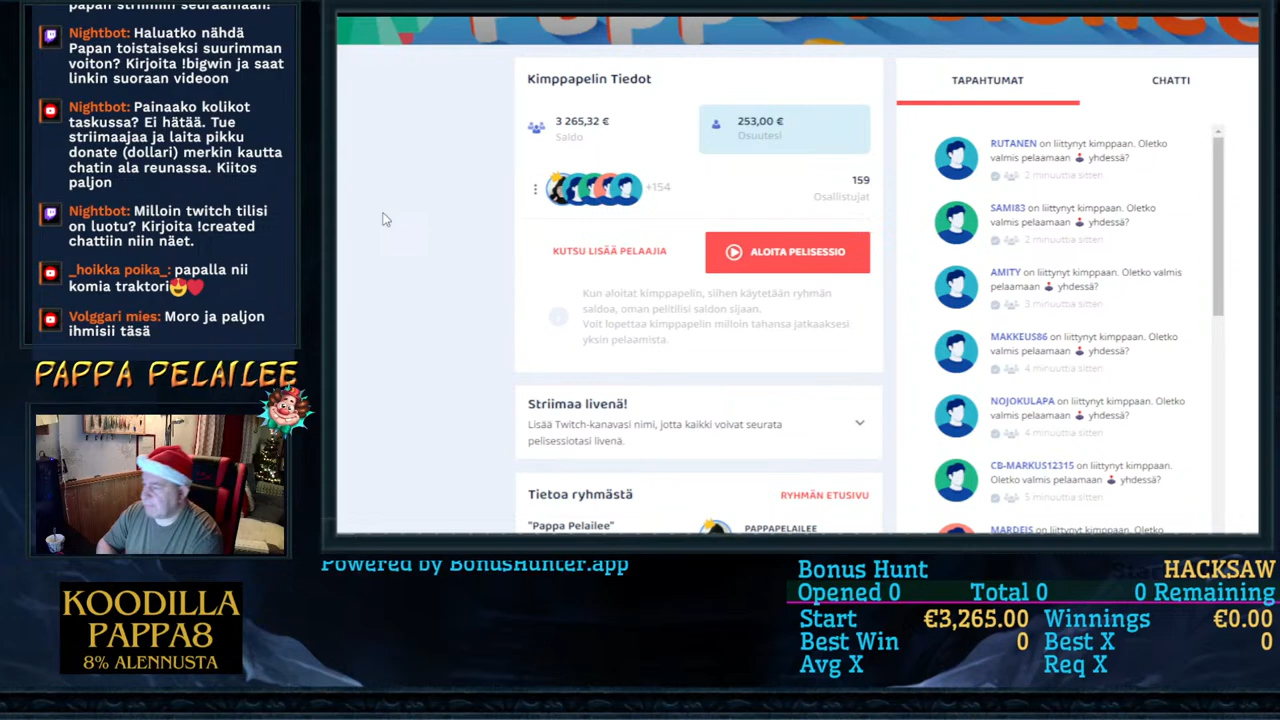 papan striimiin seuraamaan!
Nightbot: Haluatko nähdä
Papan toistaiseksi suurimman
voiton? Kirjoita !bigwin ja saat
linkin suoraan videoon
Nightbot: Painaako kolikot
taskussa? Ei hätää. Tue
striimaajaa ja laita pikku
donate (dollari) merkin kautta
chatin ala reunassa. Kiitos
paljon
Nightbot: Milloin twitch tilisi
on luotu? Kirjoita !created
chattiin niin näet.
_hoikka poika_: papalla nii
komia traktori😍❤️
Volggari mies: Moro ja paljon
ihmisii täsä
PAPPA PELAILEE
KOODILLA
PAPPA8
8% ALENNUSTA
Kimppapelin Tiedot
3 265,32 €
Saldo
253,00 €
Osuutesi
+154
159
Osallistujat
KUTSU LISÄÄ PELAAJIA
ALOITA PELISESSIO
Kun aloitat kimppapelin, siihen käytetään ryhmän
saldoa, oman pelitilisi saldon sijaan.
Voit lopettaa kimppapelin milloin tahansa jatkaaksesi
yksin pelaamista.
Striimaa livenä!
Lisää Twitch-kanavasi nimi, jotta kaikki voivat seurata
pelisessiotasi livenä.
Tietoa ryhmästä
RYHMÄN ETUSIVU
"Pappa Pelailee"
PAPPAPELAILEE
TAPAHTUMAT
CHATTI
RUTANEN on liittynyt kimppaan. Oletko
valmis pelaamaan 🕹️ yhdessä?
2 minuuttia sitten
SAMI83 on liittynyt kimppaan. Oletko
valmis pelaamaan 🕹️ yhdessä?
2 minuuttia sitten
AMITY on liittynyt kimppaan. Oletko valmis
pelaamaan 🕹️ yhdessä?
3 minuuttia sitten
MAKKEUS86 on liittynyt kimppaan. Oletko
valmis pelaamaan 🕹️ yhdessä?
4 minuuttia sitten
NOJOKULAPA on liittynyt kimppaan. Oletko
valmis pelaamaan 🕹️ yhdessä?
4 minuuttia sitten
CB-MARKUS12315 on liittynyt kimppaan.
Oletko valmis pelaamaan 🕹️ yhdessä?
5 minuuttia sitten
MARDEIS on liittynyt kimppaan. Oletko
Powered by BonusHunter.app
Bonus Hunt HACKSAW
Opened 0 Total 0 0 Remaining
Start €3,265.00 Winnings €0.00
Best Win 0 Best X 0
Avg X Req X